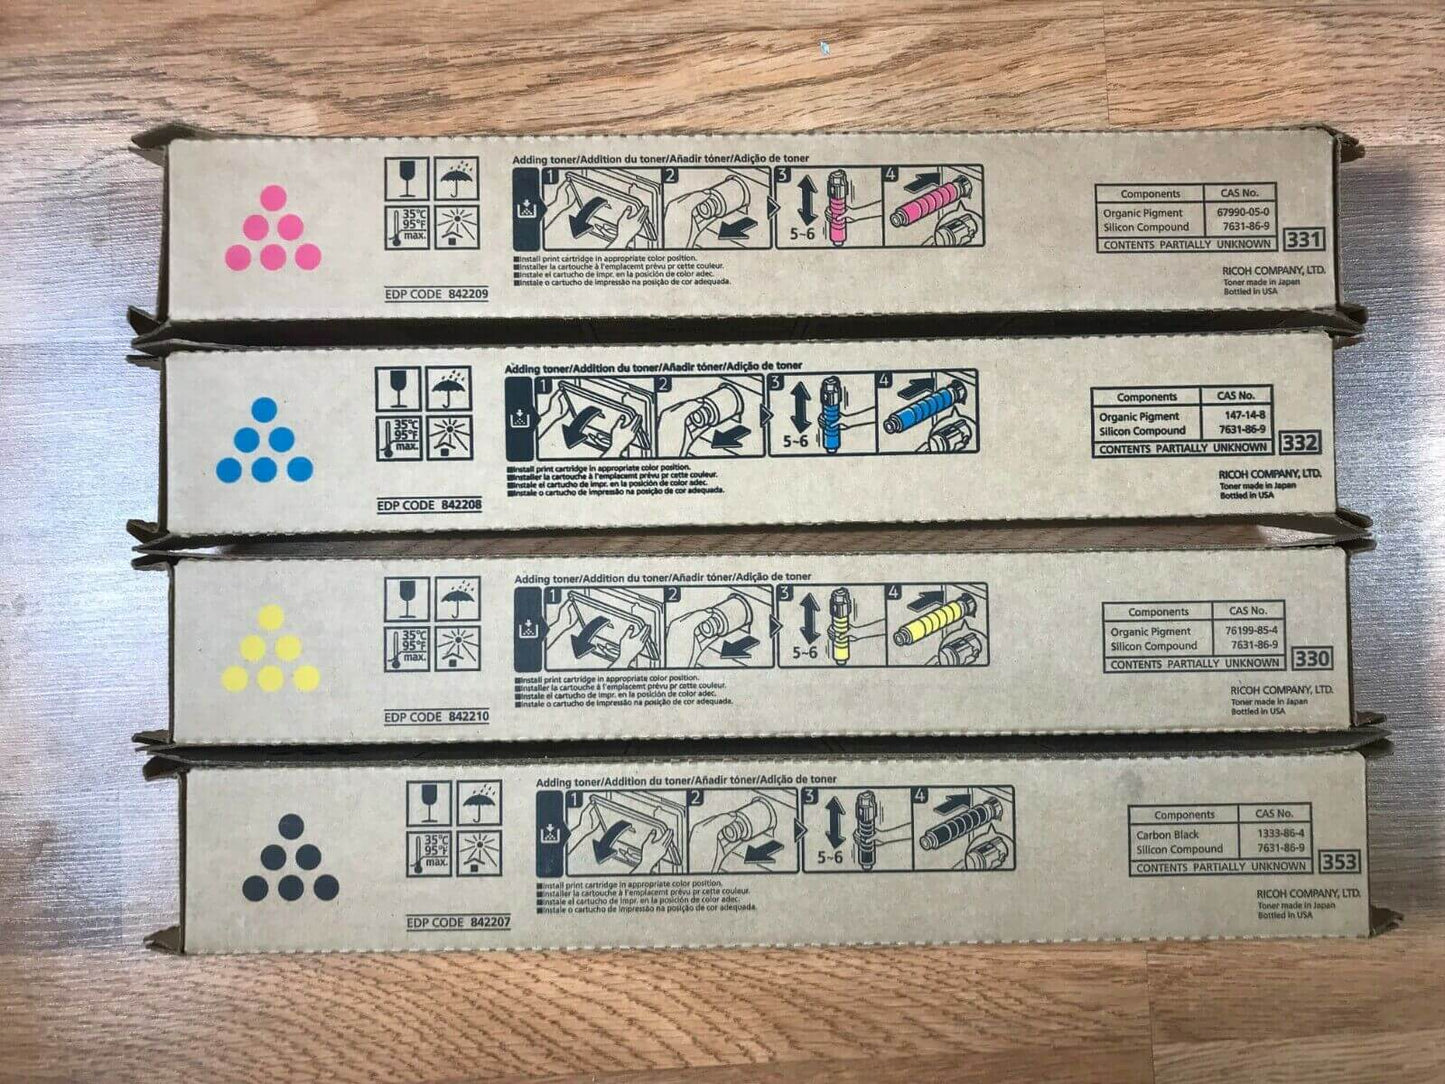 Adding toner/Addition du toner/Añadir tóner/Adição de toner
1 2 3 4
35°C
95°F
max.
5~6
■Install print cartridge in appropriate color position.
■Installer la cartouche à l'emplacemt prévu pr cette couleur.
■Instale el cartucho de impr. en la posición de color adec.
■Instale o cartucho de impressão na posição de cor adequada.
EDP CODE 842209
Components CAS No.
Organic Pigment 67990-05-0
Silicon Compound 7631-86-9
CONTENTS PARTIALLY UNKNOWN
331
RICOH COMPANY, LTD.
Toner made in Japan
Bottled in USA
Adding toner/Addition du toner/Añadir tóner/Adição de toner
1 2 3 4
35°C
95°F
max.
5~6
■Install print cartridge in appropriate color position.
■Installer la cartouche à l'emplacemt prévu pr cette couleur.
■Instale el cartucho de impr. en la posición de color adec.
■Instale o cartucho de impressão na posição de cor adequada.
EDP CODE 842208
Components CAS No.
Organic Pigment 147-14-8
Silicon Compound 7631-86-9
CONTENTS PARTIALLY UNKNOWN
332
RICOH COMPANY, LTD.
Toner made in Japan
Bottled in USA
Adding toner/Addition du toner/Añadir tóner/Adição de toner
1 2 3 4
35°C
95°F
max.
5~6
■Install print cartridge in appropriate color position.
■Installer la cartouche à l'emplacemt prévu pr cette couleur.
■Instale el cartucho de impr. en la posición de color adec.
■Instale o cartucho de impressão na posição de cor adequada.
EDP CODE 842210
Components CAS No.
Organic Pigment 76199-85-4
Silicon Compound 7631-86-9
CONTENTS PARTIALLY UNKNOWN
330
RICOH COMPANY, LTD.
Toner made in Japan
Bottled in USA
Adding toner/Addition du toner/Añadir tóner/Adição de toner
1 2 3 4
35°C
95°F
max.
5~6
■Install print cartridge in appropriate color position.
■Installer la cartouche à l'emplacemt prévu pr cette couleur.
■Instale el cartucho de impr. en la posición de color adec.
■Instale o cartucho de impressão na posição de cor adequada.
EDP CODE 842207
Components CAS No.
Carbon Black 1333-86-4
Silicon Compound 7631-86-9
CONTENTS PARTIALLY UNKNOWN
353
RICOH COMPANY, LTD.
Toner made in Japan
Bottled in USA